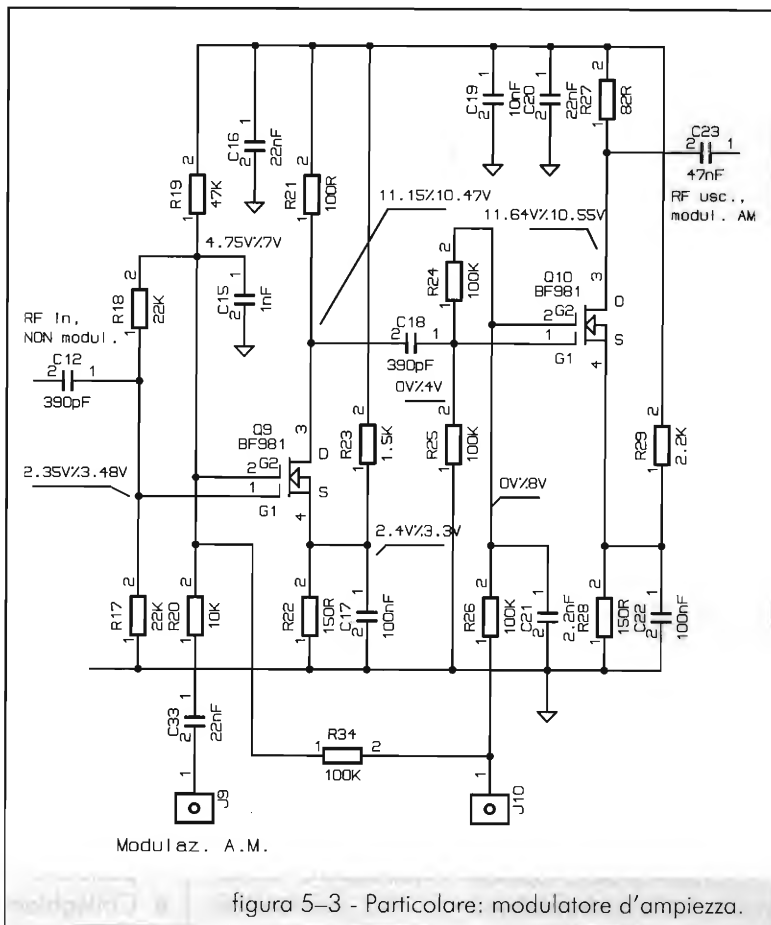 C16
22nF
R19
47K
R21
100R
C19
10nF
C20
22nF
R27
82R
C23
47nF
RF usc.,
modul. AM
11.15V%10.47V
11.64V%10.55V
4.75V%7V
R18
22K
C15
1nF
R24
100K
Q10
BF981
G2
G1
D
S
RF In,
NON modul.
C12
390pF
C18
390pF
0V%4V
Q9
BF981
G2
G1
D
S
R23
1.5K
R25
100K
R29
2.2K
2.35V%3.48V
0V%8V
2.4V%3.3V
R17
22K
R20
10K
R22
150R
C17
100nF
R26
100K
C21
2.2nF
R28
150R
C22
100nF
C33
22nF
R34
1 2
100K
J9
J10
Modulaz. A.M.
figura 5–3 - Particolare: modulatore d'ampiezza.